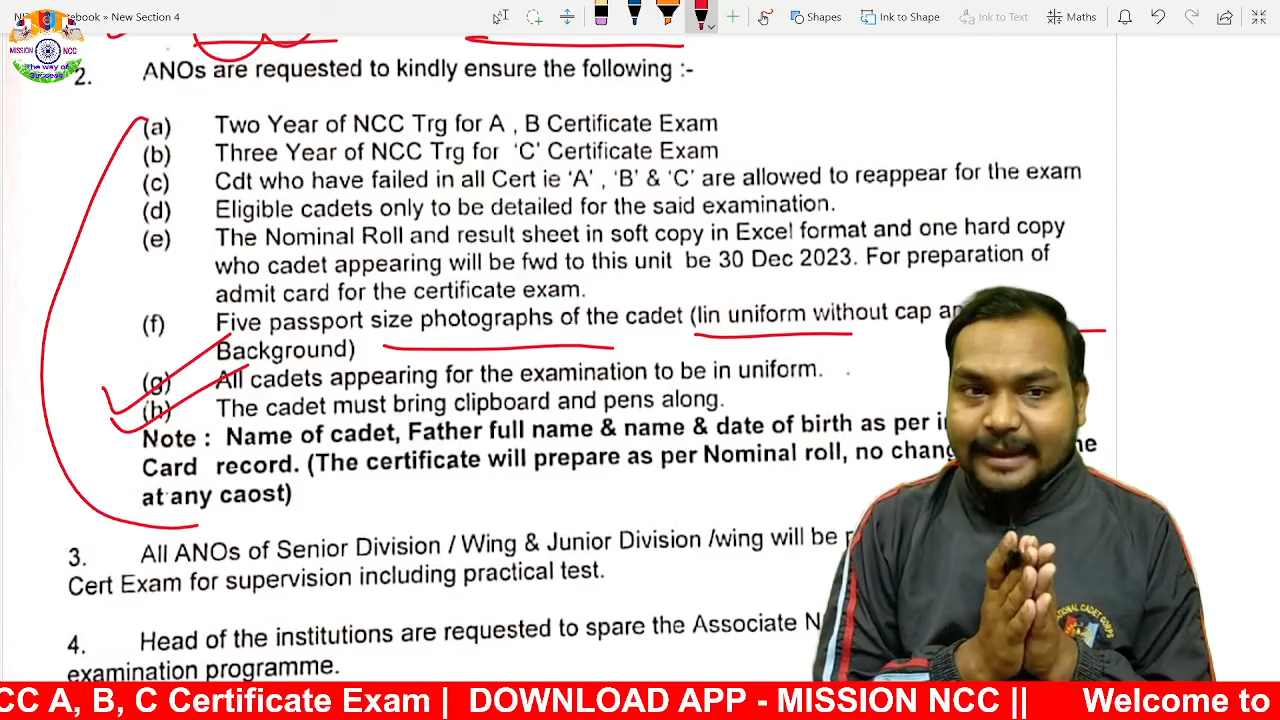 Notebook » New Section 4
Shapes
Ink to Shape
Ink to Text
Maths
MISSION NCC
The way of Success
2. ANOs are requested to kindly ensure the following :-
(a) Two Year of NCC Trg for A , B Certificate Exam
(b) Three Year of NCC Trg for ‘C’ Certificate Exam
(c) Cdt who have failed in all Cert ie ‘A’ , ‘B’ & ‘C’ are allowed to reappear for the exam
(d) Eligible cadets only to be detailed for the said examination.
(e) The Nominal Roll and result sheet in soft copy in Excel format and one hard copy
who cadet appearing will be fwd to this unit be 30 Dec 2023. For preparation of
admit card for the certificate exam.
(f) Five passport size photographs of the cadet (Iin uniform without cap
Background)
(g) All cadets appearing for the examination to be in uniform.
(h) The cadet must bring clipboard and pens along.
Note : Name of cadet, Father full name & name & date of birth as per
Card record. (The certificate will prepare as per Nominal roll, no
at any caost)
3. All ANOs of Senior Division / Wing & Junior Division /wing will be
Cert Exam for supervision including practical test.
4. Head of the institutions are requested to spare the Associate
examination programme.
NATIONAL CADET CORPS
CC A, B, C Certificate Exam | DOWNLOAD APP - MISSION NCC || Welcome to